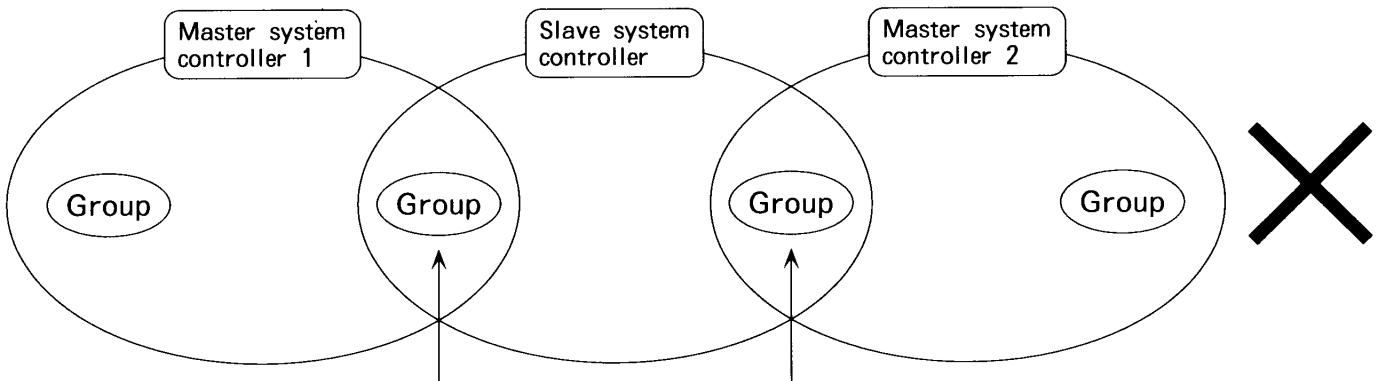 Master system
controller 1
Slave system
controller
Master system
controller 2
Group
Group
Group
Group